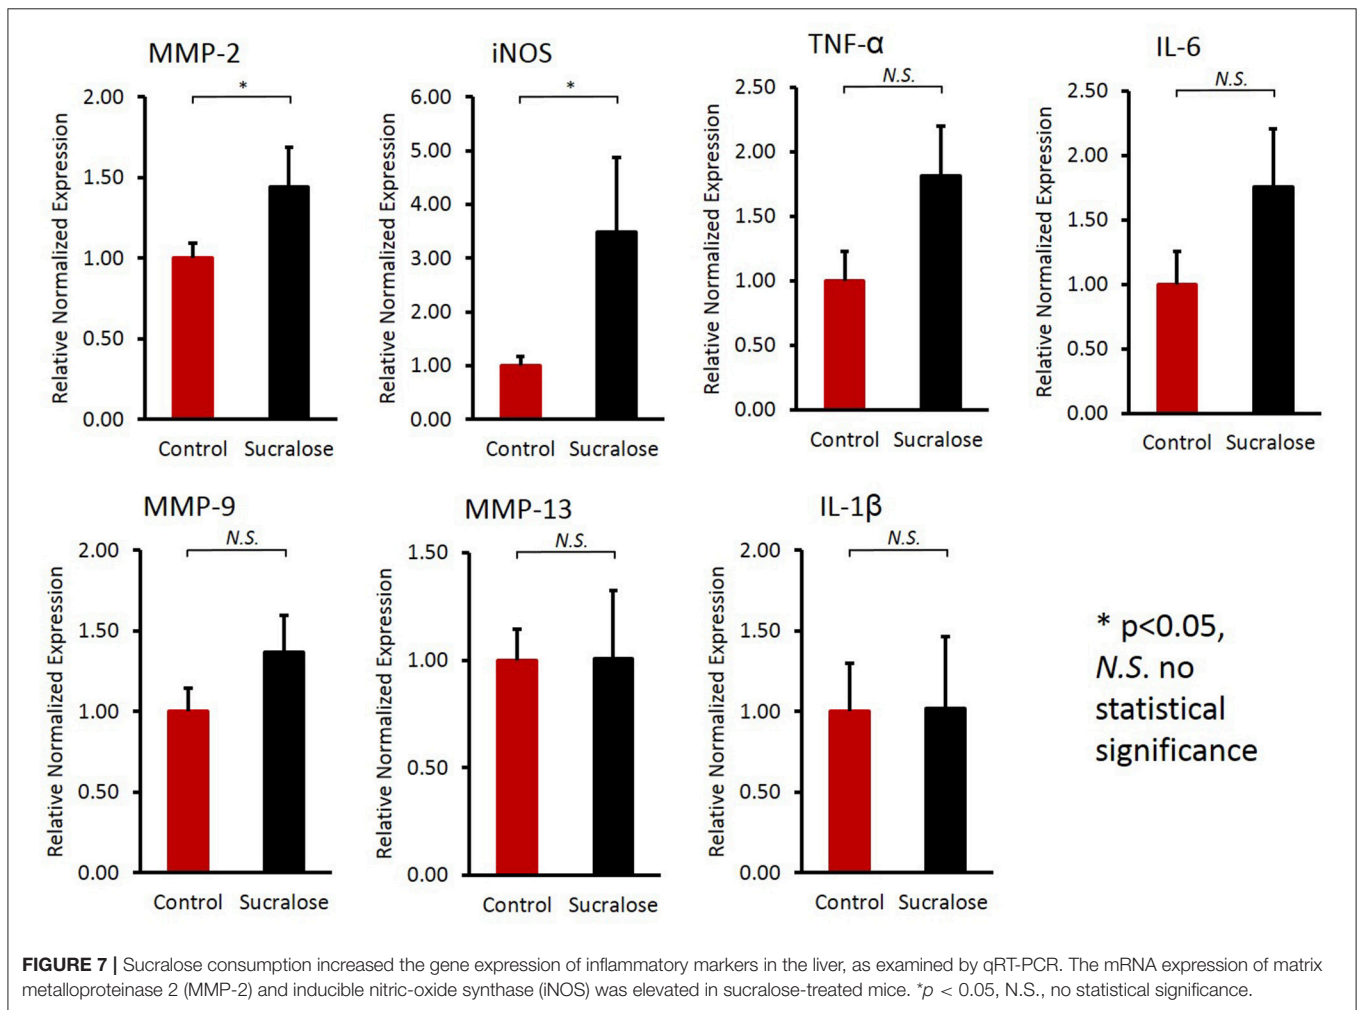 MMP-2
*
Relative Normalized Expression
2.00
1.50
1.00
0.50
0.00
Control Sucralose
iNOS
*
Relative Normalized Expression
6.00
5.00
4.00
3.00
2.00
1.00
0.00
Control Sucralose
TNF-α
N.S.
Relative Normalized Expression
2.50
2.00
1.50
1.00
0.50
0.00
Control Sucralose
IL-6
N.S.
Relative Normalized Expression
2.50
2.00
1.50
1.00
0.50
0.00
Control Sucralose
MMP-9
N.S.
Relative Normalized Expression
2.00
1.50
1.00
0.50
0.00
Control Sucralose
MMP-13
N.S.
Relative Normalized Expression
1.50
1.00
0.50
0.00
Control Sucralose
IL-1β
N.S.
Relative Normalized Expression
2.00
1.50
1.00
0.50
0.00
Control Sucralose
* p<0.05,
N.S. no
statistical
significance
FIGURE 7 | Sucralose consumption increased the gene expression of inflammatory markers in the liver, as examined by qRT-PCR. The mRNA expression of matrix
metalloproteinase 2 (MMP-2) and inducible nitric-oxide synthase (iNOS) was elevated in sucralose-treated mice. *p < 0.05, N.S., no statistical significance.